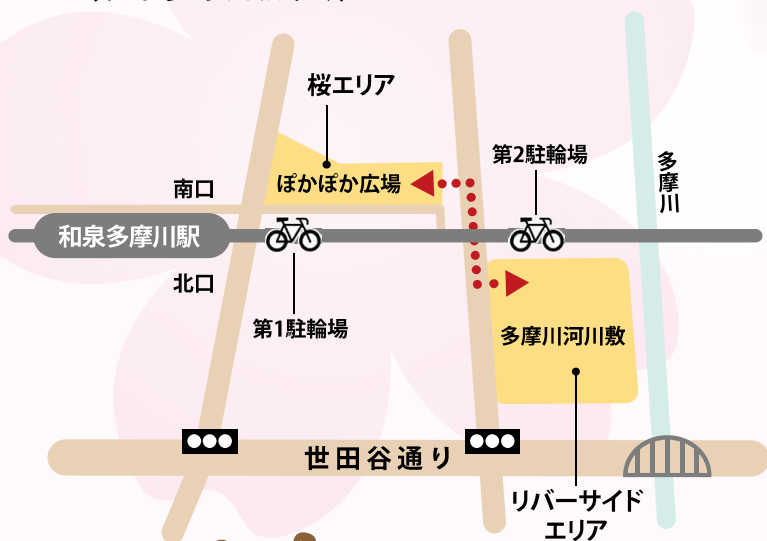 桜エリア
第2駐輪場
多摩川
南口
ぽかぽか広場
和泉多摩川駅
北口
第1駐輪場
多摩川河川敷
世田谷通り
リバーサイド
エリア